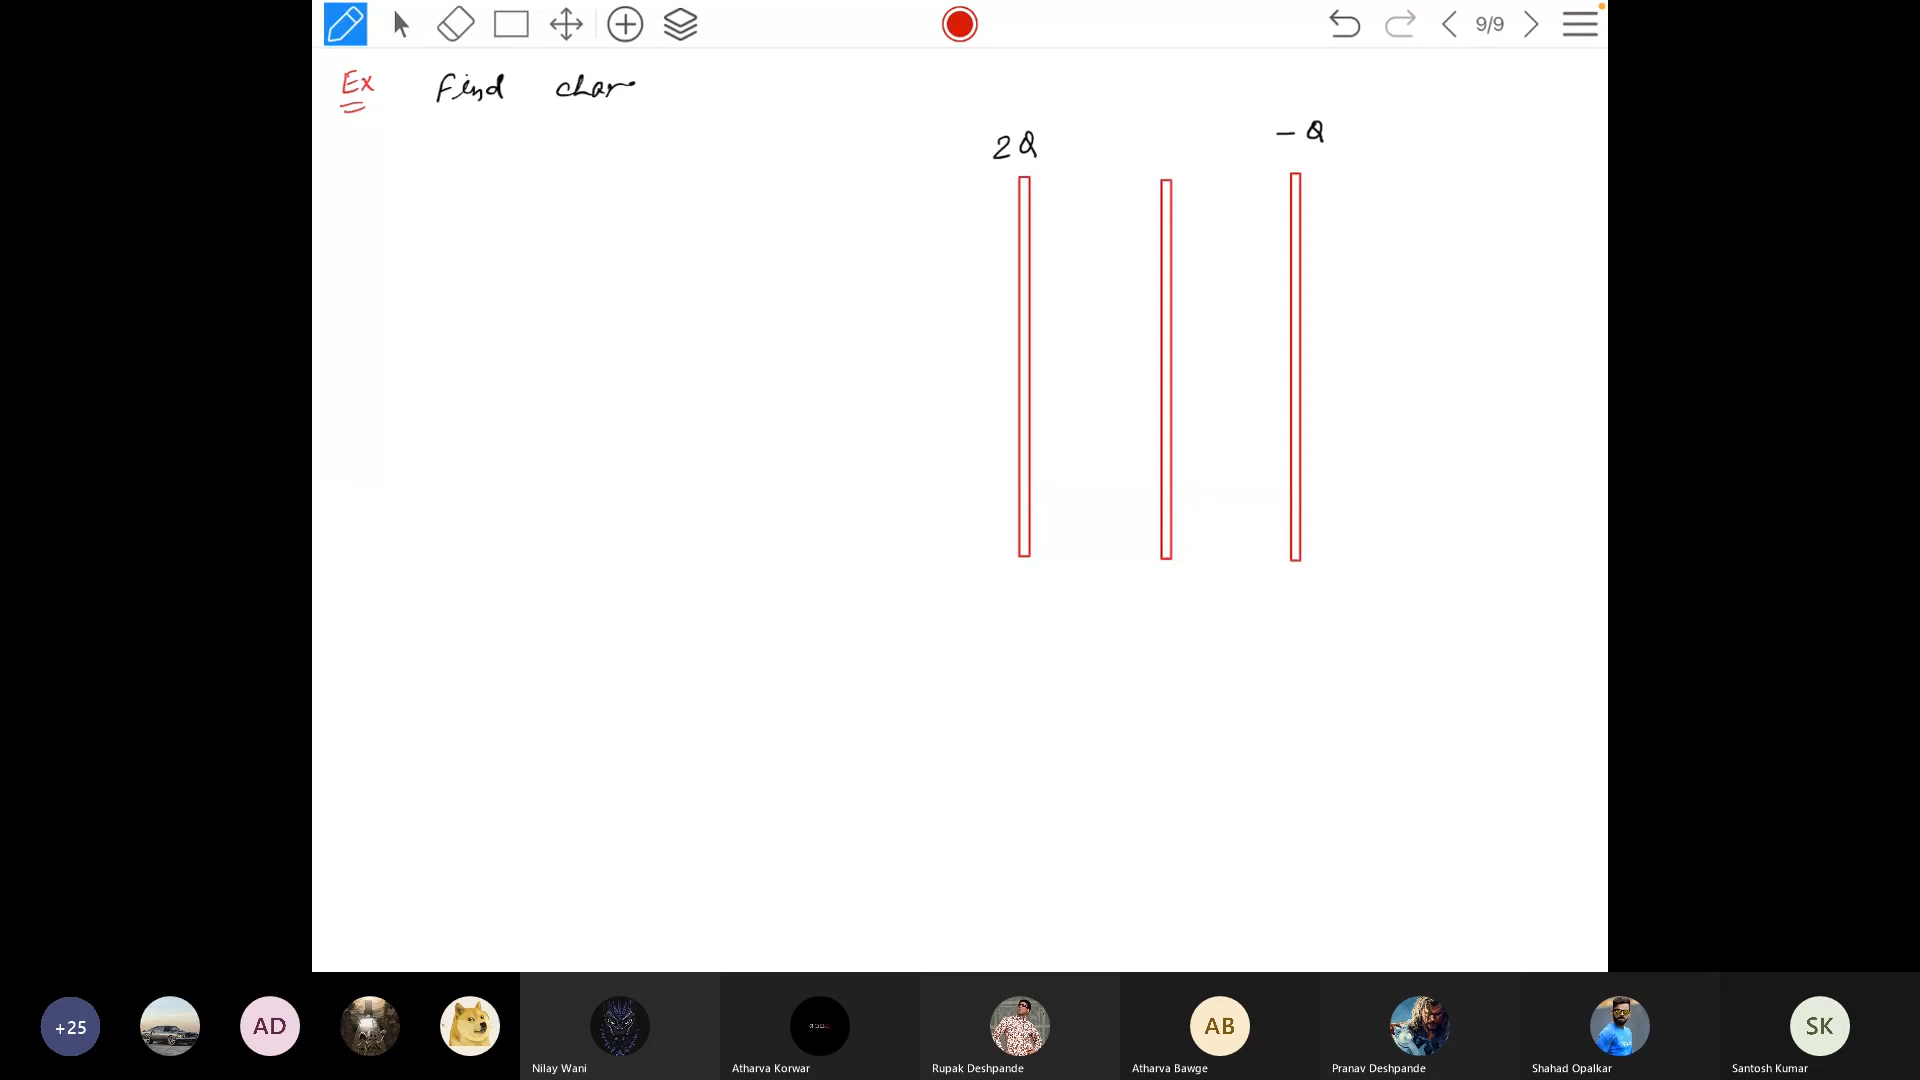 9/9
Ex Find char
2Q
- Q
+25
AD
AB
SK
Nilay Wani
Atharva Korwar
Rupak Deshpande
Atharva Bawge
Pranav Deshpande
Shahad Opalkar
Santosh Kumar